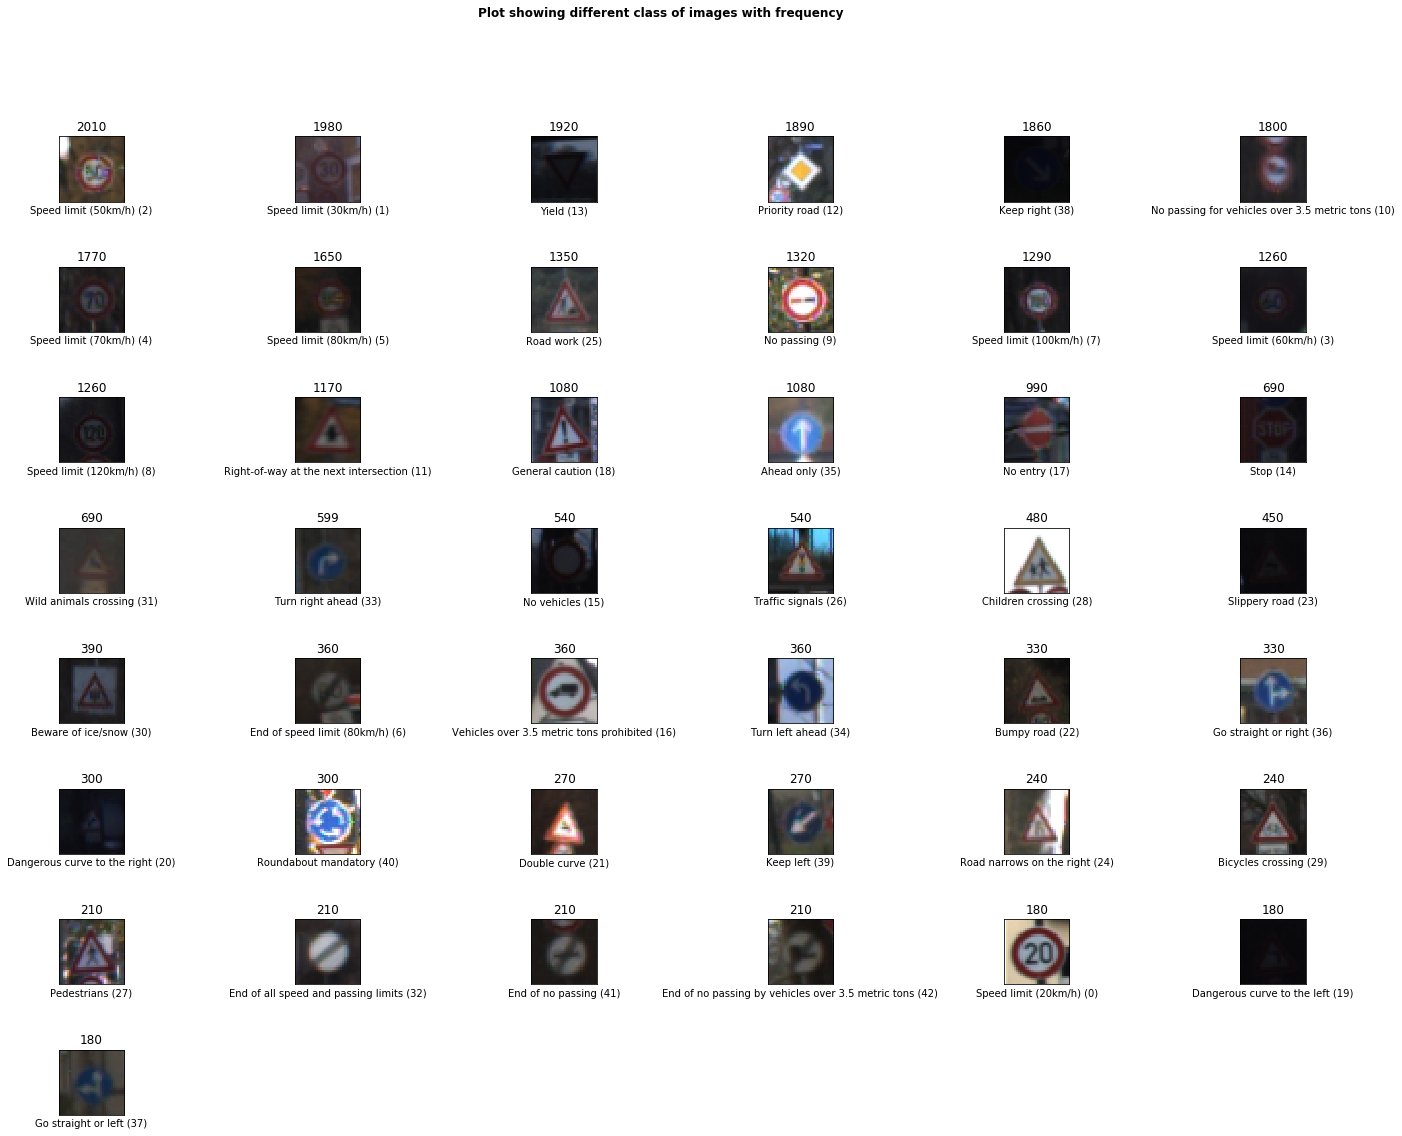 Plot showing different class of images with frequency
2010 1980 1920 1890 1860 1800
50 30
Speed limit (50km/h) (2) Speed limit (30km/h) (1) Yield (13) Priority road (12) Keep right (38) No passing for vehicles over 3.5 metric tons (10)
1770 1650 1350 1320 1290 1260
70 60
Speed limit (70km/h) (4) Speed limit (80km/h) (5) Road work (25) No passing (9) Speed limit (100km/h) (7) Speed limit (60km/h) (3)
1260 1170 1080 1080 990 690
120 STOP
Speed limit (120km/h) (8) Right-of-way at the next intersection (11) General caution (18) Ahead only (35) No entry (17) Stop (14)
690 599 540 540 480 450
Wild animals crossing (31) Turn right ahead (33) No vehicles (15) Traffic signals (26) Children crossing (28) Slippery road (23)
390 360 360 360 330 330
Beware of ice/snow (30) End of speed limit (80km/h) (6) Vehicles over 3.5 metric tons prohibited (16) Turn left ahead (34) Bumpy road (22) Go straight or right (36)
300 300 270 270 240 240
Dangerous curve to the right (20) Roundabout mandatory (40) Double curve (21) Keep left (39) Road narrows on the right (24) Bicycles crossing (29)
210 210 210 210 180 180
20
Pedestrians (27) End of all speed and passing limits (32) End of no passing (41) End of no passing by vehicles over 3.5 metric tons (42) Speed limit (20km/h) (0) Dangerous curve to the left (19)
180
Go straight or left (37)